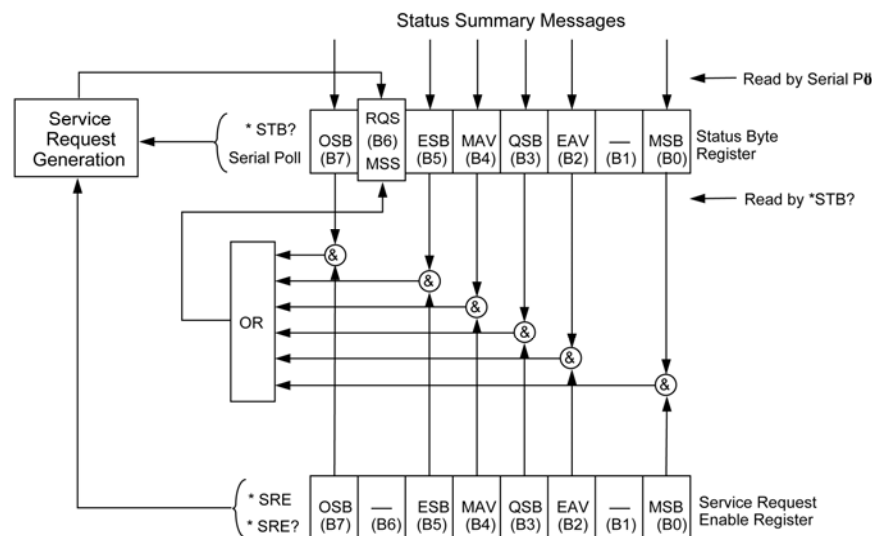 Status Summary Messages
Read by Serial
Service
Request
Generation
* STB?
Serial Poll
OSB
(B7)
RQS
(B6)
MSS
ESB
(B5)
MAV
(B4)
QSB
(B3)
EAV
(B2)
—
(B1)
MSB
(B0)
Status Byte
Register
Read by *STB?
&
&
&
&
&
&
OR
* SRE
* SRE?
OSB
(B7)
—
(B6)
ESB
(B5)
MAV
(B4)
QSB
(B3)
EAV
(B2)
—
(B1)
MSB
(B0)
Service Request
Enable Register